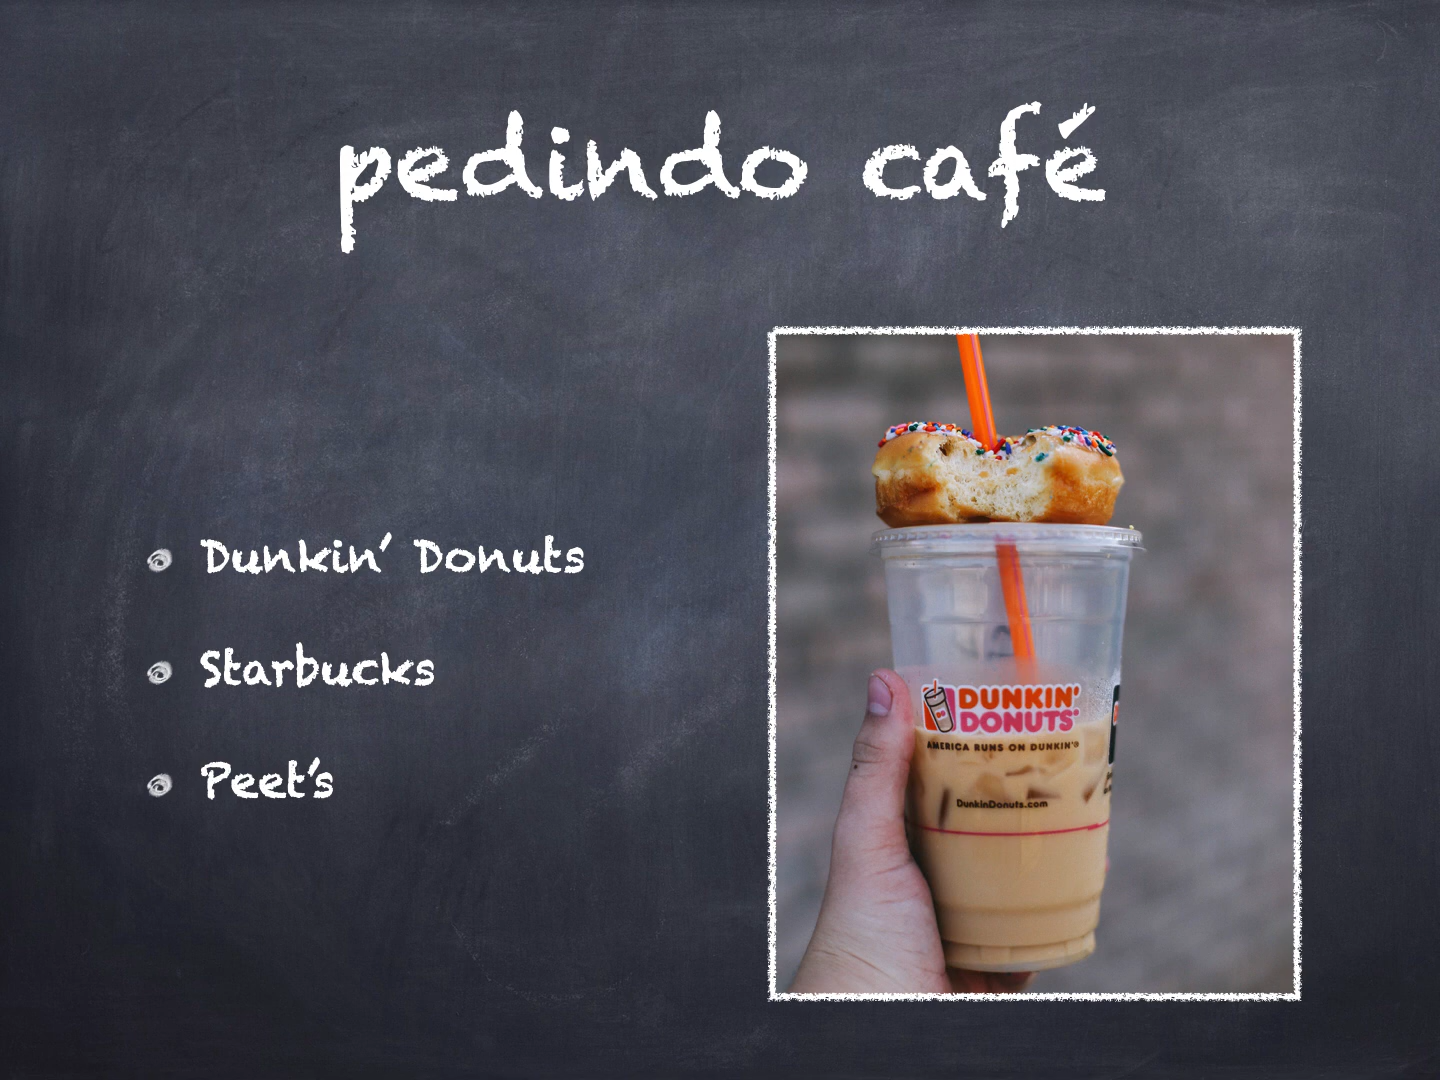 pedindo café
Dunkin’ Donuts
Starbucks
Peet’s
DUNKIN'
DONUTS
AMERICA RUNS ON DUNKIN'®
DunkinDonuts.com